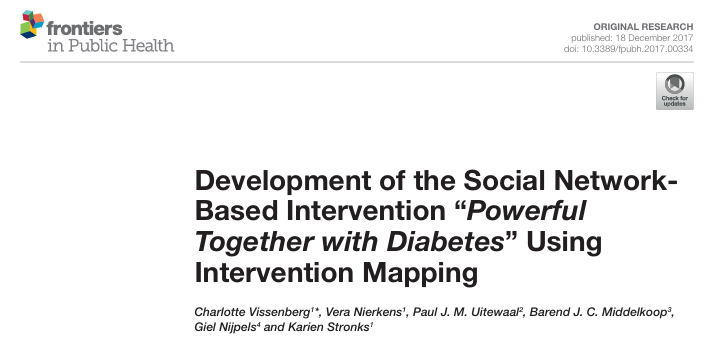 frontiers
in Public Health
ORIGINAL RESEARCH
published: 18 December 2017
doi: 10.3389/fpubh.2017.00334
Check for
updates
Development of the Social Network-
Based Intervention “Powerful
Together with Diabetes” Using
Intervention Mapping
Charlotte Vissenberg1*, Vera Nierkens1, Paul J. M. Uitewaal2, Barend J. C. Middelkoop3,
Giel Nijpels4 and Karien Stronks1